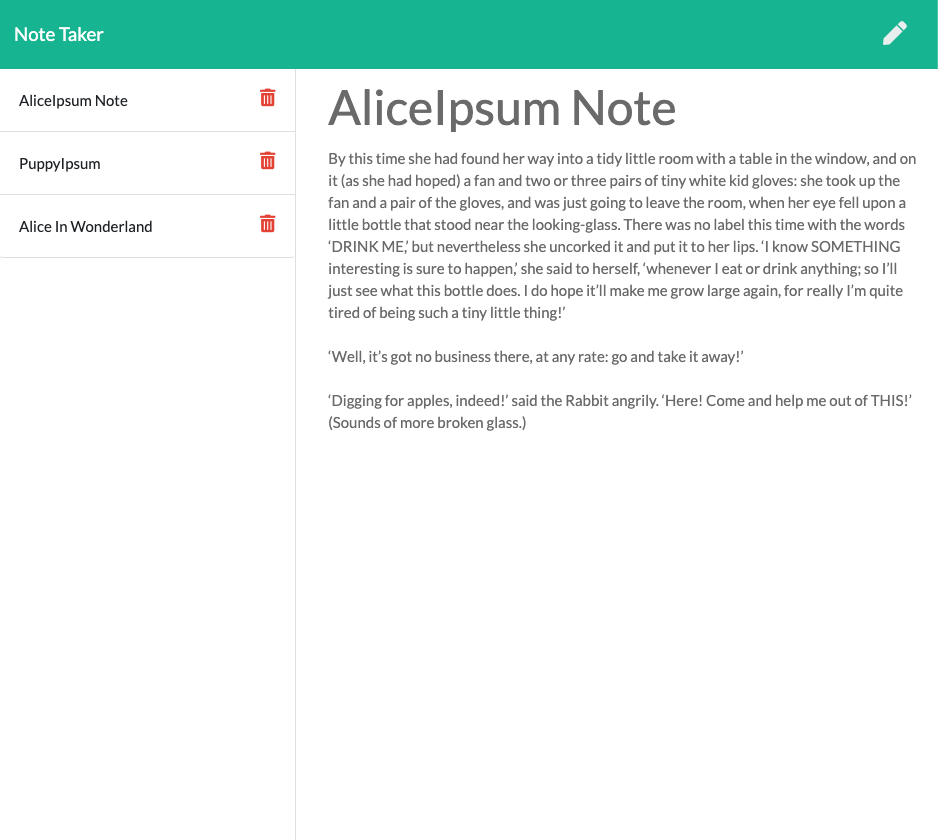 Note Taker
AliceIpsum Note
PuppyIpsum
Alice In Wonderland
AliceIpsum Note
By this time she had found her way into a tidy little room with a table in the window, and on
it (as she had hoped) a fan and two or three pairs of tiny white kid gloves: she took up the
fan and a pair of the gloves, and was just going to leave the room, when her eye fell upon a
little bottle that stood near the looking-glass. There was no label this time with the words
‘DRINK ME,’ but nevertheless she uncorked it and put it to her lips. ‘I know SOMETHING
interesting is sure to happen,’ she said to herself, ‘whenever I eat or drink anything; so I’ll
just see what this bottle does. I do hope it’ll make me grow large again, for really I’m quite
tired of being such a tiny little thing!’
‘Well, it’s got no business there, at any rate: go and take it away!’
‘Digging for apples, indeed!’ said the Rabbit angrily. ‘Here! Come and help me out of THIS!’
(Sounds of more broken glass.)